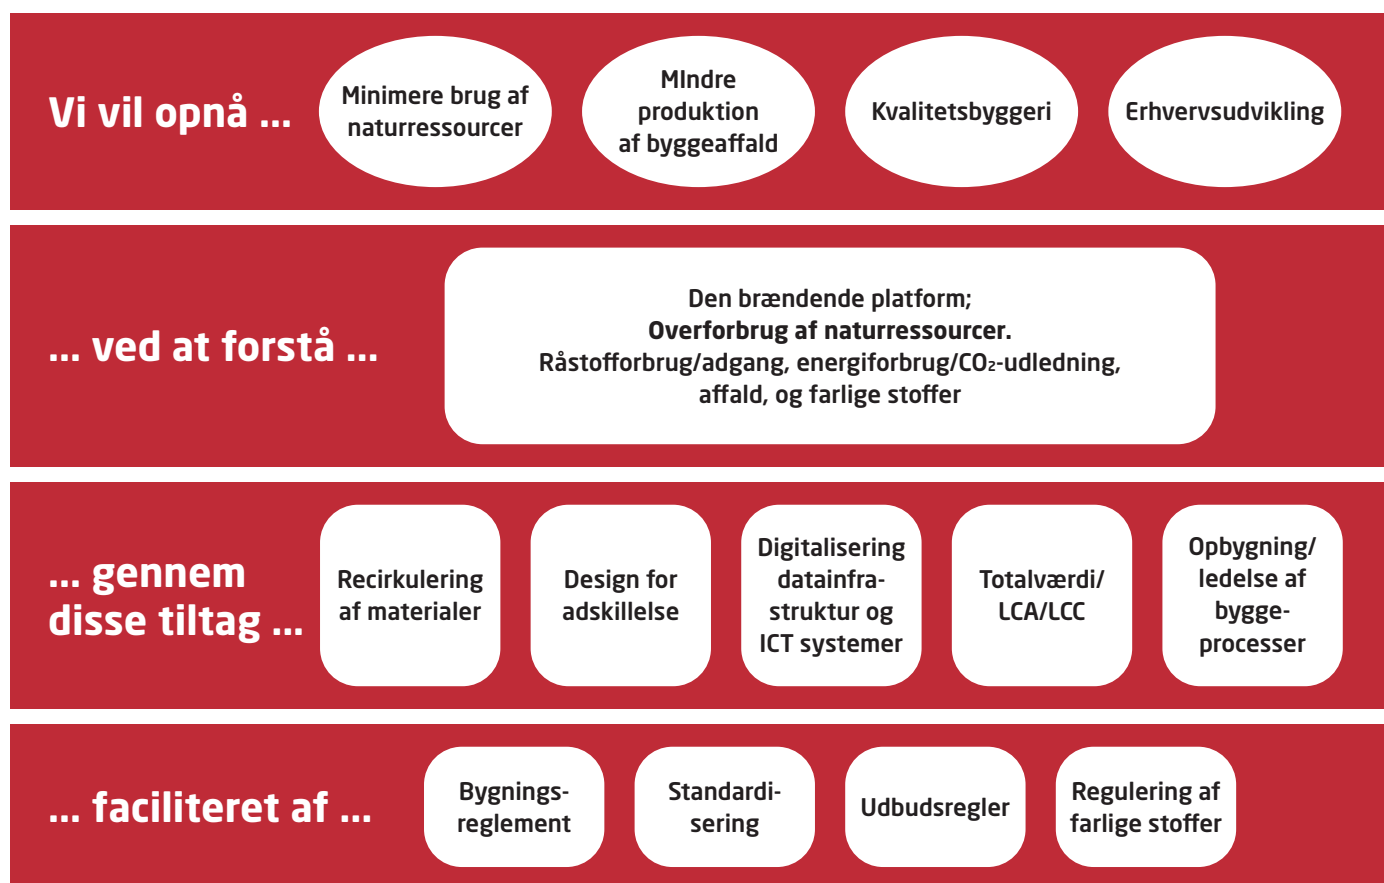 Vi vil opnå ...
Minimere brug af
naturressourcer
MIndre
produktion
af byggeaffald
Kvalitetsbyggeri
Erhvervsudvikling
... ved at forstå ...
Den brændende platform;
Overforbrug af naturressourcer.
Råstofforbrug/adgang, energiforbrug/CO₂-udledning,
affald, og farlige stoffer
... gennem
disse tiltag ...
Recirkulering
af materialer
Design for
adskillelse
Digitalisering
datainfra-
struktur og
ICT systemer
Totalværdi/
LCA/LCC
Opbygning/
ledelse af
bygge-
processer
... faciliteret af ...
Bygnings-
reglement
Standardi-
sering
Udbudsregler
Regulering af
farlige stoffer